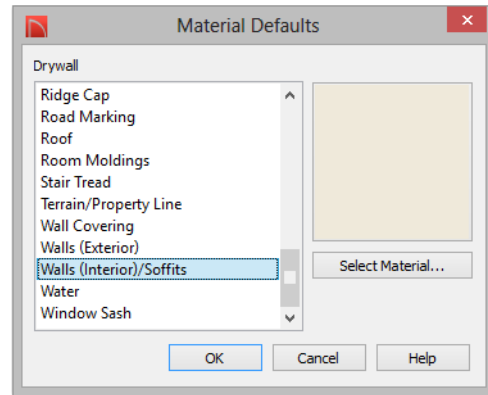 Material Defaults
Drywall
Ridge Cap
Road Marking
Roof
Room Moldings
Stair Tread
Terrain/Property Line
Wall Covering
Walls (Exterior)
Walls (Interior)/Soffits
Water
Window Sash
Select Material...
OK
Cancel
Help